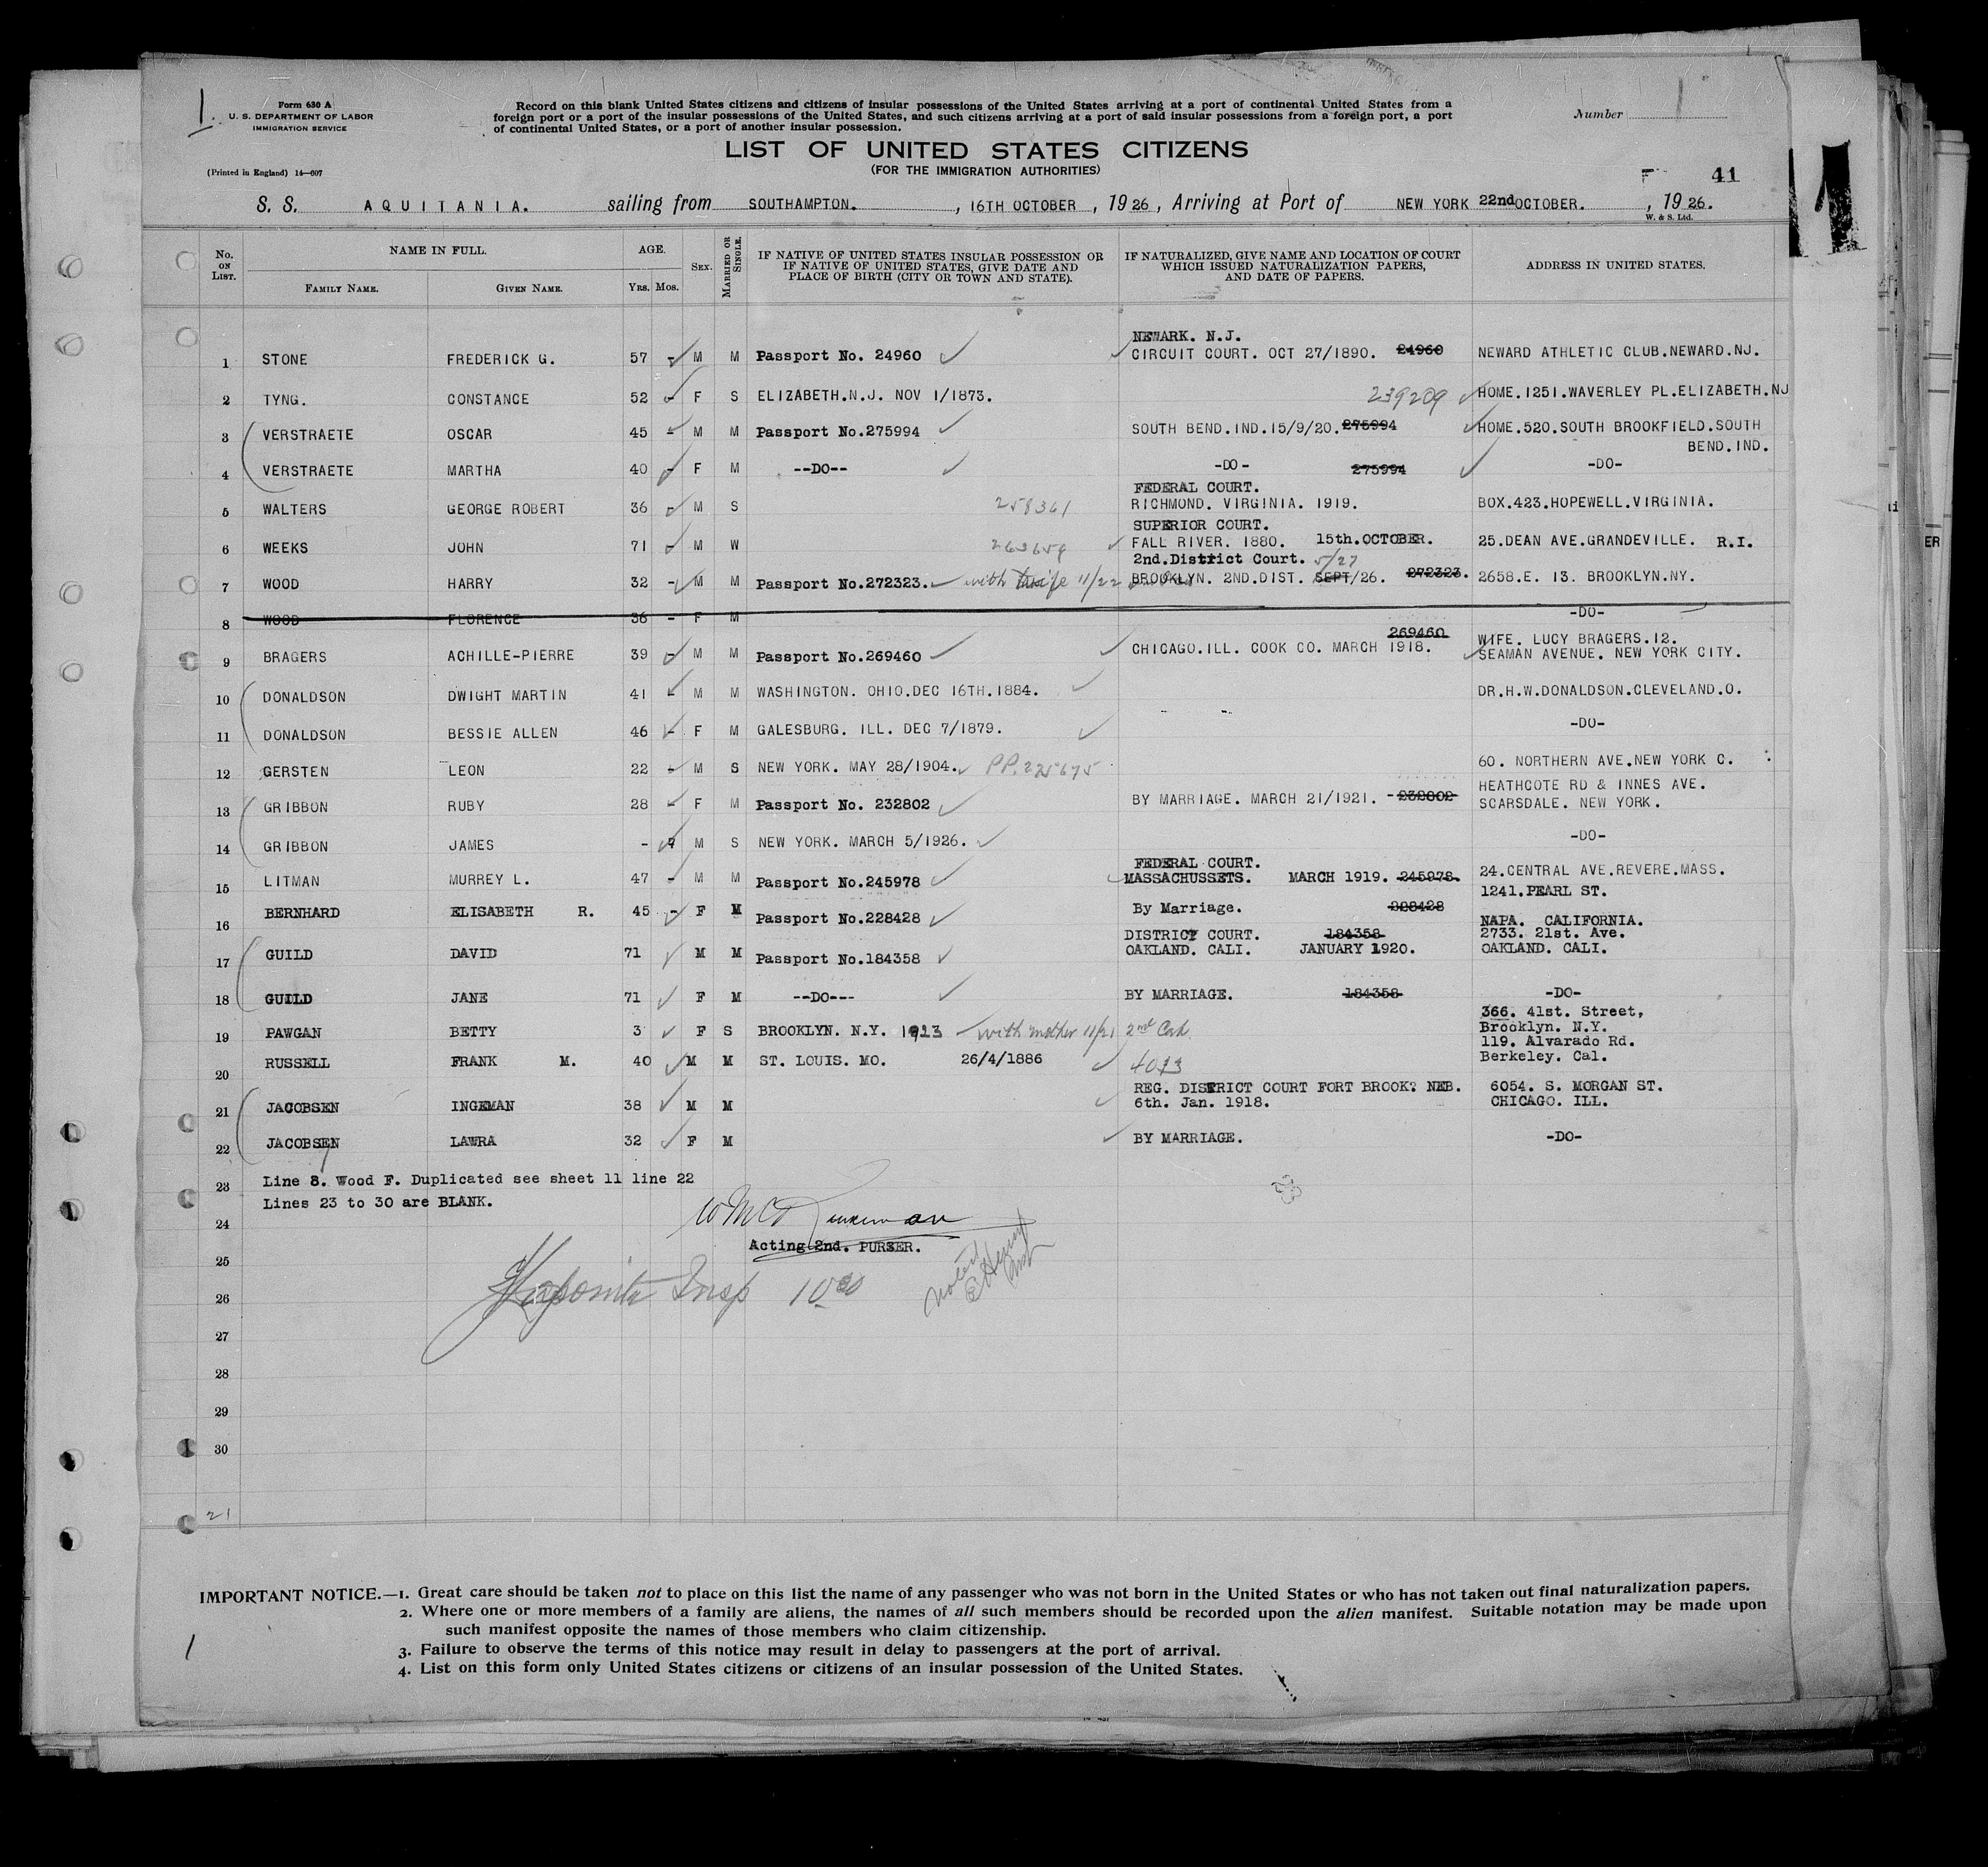 1.
Form 630 A
U. S. DEPARTMENT OF LABOR
IMMIGRATION SERVICE
(Printed in England) 14—607
Record on this blank United States citizens and citizens of insular possessions of the United States arriving at a port of continental United States from a
foreign port or a port of the insular possessions of the United States, and such citizens arriving at a port of said insular possessions from a foreign port, a port
of continental United States, or a port of another insular possession.
Number 1
LIST OF UNITED STATES CITIZENS
(FOR THE IMMIGRATION AUTHORITIES)
41
S. S. AQUITANIA. sailing from SOUTHAMPTON. , 16TH OCTOBER , 1926 , Arriving at Port of NEW YORK 22nd OCTOBER. , 1926.
W. & S. Ltd.
No. ON LIST. NAME IN FULL. AGE. SEX. MARRIED OR SINGLE. IF NATIVE OF UNITED STATES INSULAR POSSESSION OR IF NATIVE OF UNITED STATES, GIVE DATE AND PLACE OF BIRTH (CITY OR TOWN AND STATE). IF NATURALIZED, GIVE NAME AND LOCATION OF COURT WHICH ISSUED NATURALIZATION PAPERS, AND DATE OF PAPERS. ADDRESS IN UNITED STATES.
FAMILY NAME. GIVEN NAME. YRS. MOS.
NEWARK. N.J.
1 STONE FREDERICK G. 57 - M M Passport No. 24960 CIRCUIT COURT. OCT 27/1890. 24960 NEWARD ATHLETIC CLUB.NEWARD.NJ.
2 TYNG. CONSTANCE 52 - F S ELIZABETH.N.J. NOV 1/1873. 239209 HOME.1251.WAVERLEY PL.ELIZABETH.NJ
3 VERSTRAETE OSCAR 45 - M M Passport No.275994 SOUTH BEND.IND.15/9/20. 275994 HOME.520.SOUTH BROOKFIELD.SOUTH
BEND.IND.
4 VERSTRAETE MARTHA 40 - F M --DO-- -DO- 275994 -DO-
FEDERAL COURT.
5 WALTERS GEORGE ROBERT 36 - M S 258361 RICHMOND. VIRGINIA. 1919. BOX.423.HOPEWELL.VIRGINIA.
SUPERIOR COURT.
6 WEEKS JOHN 71 - M W 263659 FALL RIVER. 1880. 15th.OCTOBER. 25.DEAN AVE.GRANDEVILLE. R.I.
2nd.District Court. 5/27
7 WOOD HARRY 32 - M M Passport No.272323. with wife 11/22 BROOKLYN. 2ND.DIST. SEPT/26. 272323. 2658.E. 13. BROOKLYN.NY.
8 WOOD FLORENCE 36 - F M -DO-
269460
9 BRAGERS ACHILLE-PIERRE 39 - M M Passport No.269460 CHICAGO.ILL. COOK CO. MARCH 1918. WIFE. LUCY BRAGERS.12.
SEAMAN AVENUE. NEW YORK CITY.
10 DONALDSON DWIGHT MARTIN 41 - M M WASHINGTON. OHIO.DEC 16TH.1884. DR.H.W.DONALDSON.CLEVELAND.O.
11 DONALDSON BESSIE ALLEN 46 - F M GALESBURG. ILL. DEC 7/1879. -DO-
12 GERSTEN LEON 22 - M S NEW YORK. MAY 28/1904. PP.225675 60. NORTHERN AVE.NEW YORK C.
HEATHCOTE RD & INNES AVE.
13 GRIBBON RUBY 28 - F M Passport No. 232802 BY MARRIAGE. MARCH 21/1921. - 232802 SCARSDALE. NEW YORK.
14 GRIBBON JAMES - M S NEW YORK. MARCH 5/1926. -DO-
FEDERAL COURT.
15 LITMAN MURREY L. 47 - M M Passport No.245978 MASSACHUSSETS. MARCH 1919. 245978. 24.CENTRAL AVE.REVERE.MASS.
1241.PEARL ST.
16 BERNHARD ELISABETH R. 45 - F M Passport No.228428 By Marriage. 228428 NAPA. CALIFORNIA.
DISTRICT COURT. 184358 2733. 21st. Ave.
17 GUILD DAVID 71 M M Passport No.184358 OAKLAND. CALI. JANUARY 1920. OAKLAND. CALI.
18 GUILD JANE 71 F M --DO--- BY MARRIAGE. 184358 -DO-
366. 41st. Street,
19 PAWGAN BETTY 3 F S BROOKLYN. N.Y. 1923 with mother 11/21 2nd Cab. Brooklyn. N.Y.
119. Alvarado Rd.
20 RUSSELL FRANK M. 40 M M ST. LOUIS. MO. 26/4/1886 4013 Berkeley. Cal.
REG. DISTRICT COURT FORT BROOK? NEB. 6054. S. MORGAN ST.
21 JACOBSEN INGEMAN 38 M M 6th. Jan. 1918. CHICAGO. ILL.
22 JACOBSEN LAWRA 32 F M BY MARRIAGE. -DO-
23 Line 8. Wood F. Duplicated see sheet 11 line 22
Lines 23 to 30 are BLANK.
24
Acting 2nd. PURSER.
25
Noted
26 Insp 10 00
27
28
29
30
21
IMPORTANT NOTICE.—1. Great care should be taken not to place on this list the name of any passenger who was not born in the United States or who has not taken out final naturalization papers.
2. Where one or more members of a family are aliens, the names of all such members should be recorded upon the alien manifest. Suitable notation may be made upon
such manifest opposite the names of those members who claim citizenship.
3. Failure to observe the terms of this notice may result in delay to passengers at the port of arrival.
4. List on this form only United States citizens or citizens of an insular possession of the United States.
1